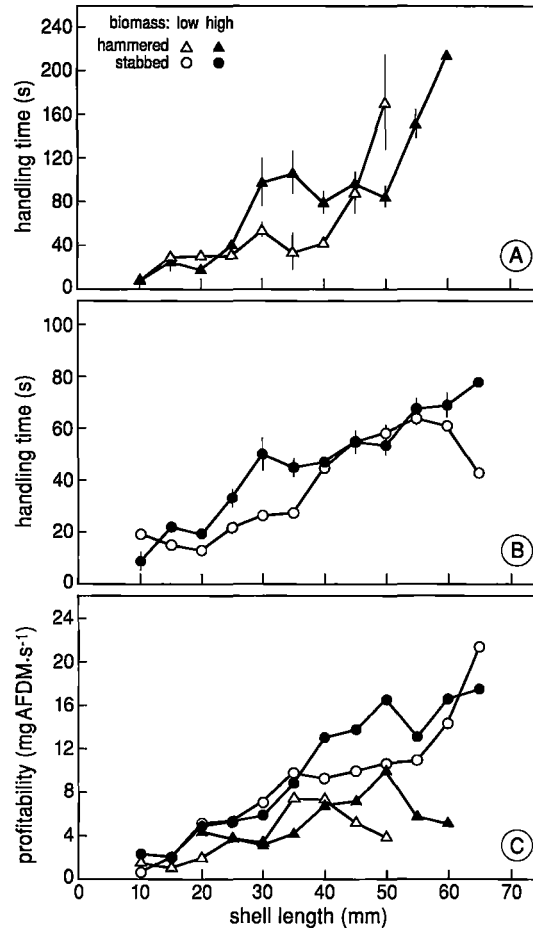 biomass: low high
hammered △ ▲
stabbed ○ ●
240
200
160
120
80
40
0
handling time (s)
A
100
80
60
40
20
0
handling time (s)
B
24
20
16
12
8
4
0
profitability (mg AFDM·s⁻¹)
C
0 10 20 30 40 50 60 70
shell length (mm)